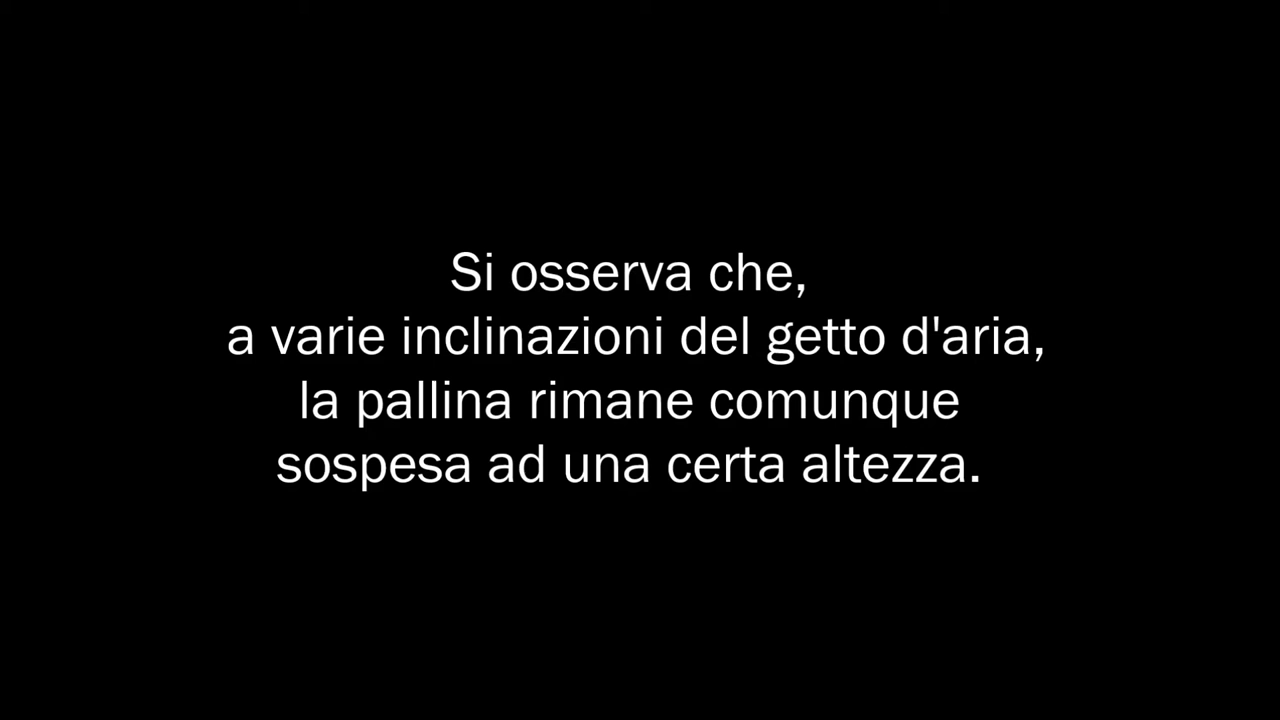 Si osserva che,
a varie inclinazioni del getto d'aria,
la pallina rimane comunque
sospesa ad una certa altezza.